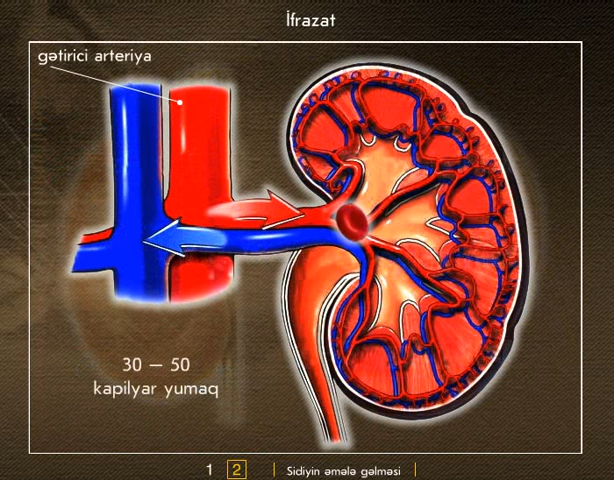 İfrazat
gətirici arteriya
30 – 50
kapilyar yumaq
1 2 | Sidiyin əmələ gəlməsi |